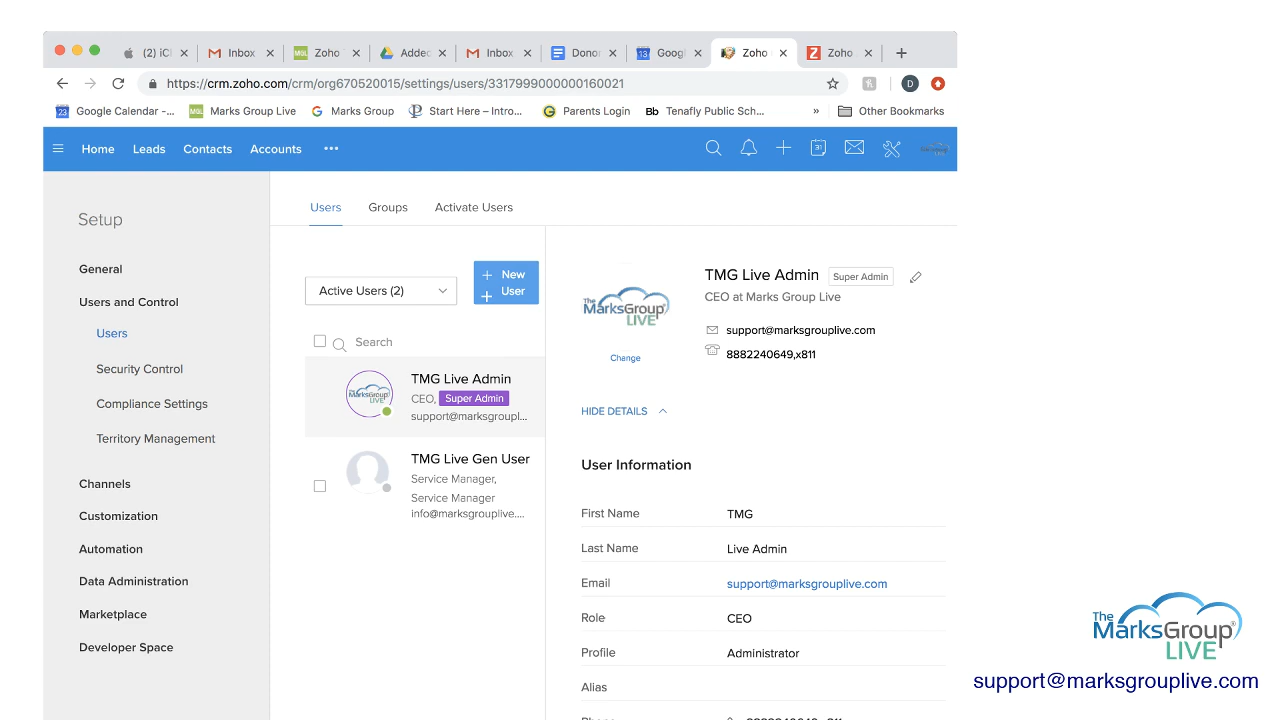 (2) iCl
Inbox
Zoho
Addec
Inbox
Donor
Googl
Zoho
Zoho
https://crm.zoho.com/crm/org670520015/settings/users/3317999000000160021
D
Google Calendar -...
Marks Group Live
Marks Group
Start Here – Intro...
Parents Login
Bb Tenafly Public Sch...
» Other Bookmarks
Home
Leads
Contacts
Accounts
•••
Setup
General
Users and Control
Users
Security Control
Compliance Settings
Territory Management
Channels
Customization
Automation
Data Administration
Marketplace
Developer Space
Users
Groups
Activate Users
Active Users (2)
New
User
Search
TMG Live Admin
CEO, Super Admin
support@marksgroupl...
TMG Live Gen User
Service Manager,
Service Manager
info@marksgrouplive....
The
MarksGroup
LIVE
Change
TMG Live Admin Super Admin
CEO at Marks Group Live
support@marksgrouplive.com
8882240649,x811
HIDE DETAILS
User Information
First Name TMG
Last Name Live Admin
Email support@marksgrouplive.com
Role CEO
Profile Administrator
Alias
The
MarksGroup®
LIVE
support@marksgrouplive.com